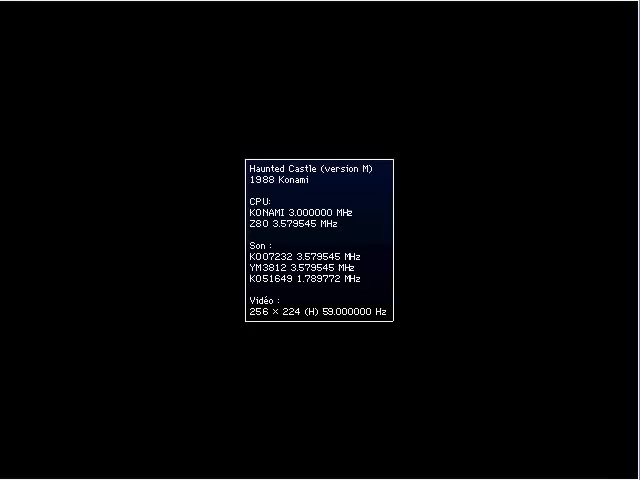 Haunted Castle (version M)
1988 Konami
CPU:
KONAMI 3.000000 MHz
Z80 3.579545 MHz
Son :
K007232 3.579545 MHz
YM3812 3.579545 MHz
K051649 1.789772 MHz
Vidéo :
256 × 224 (H) 59.000000 Hz